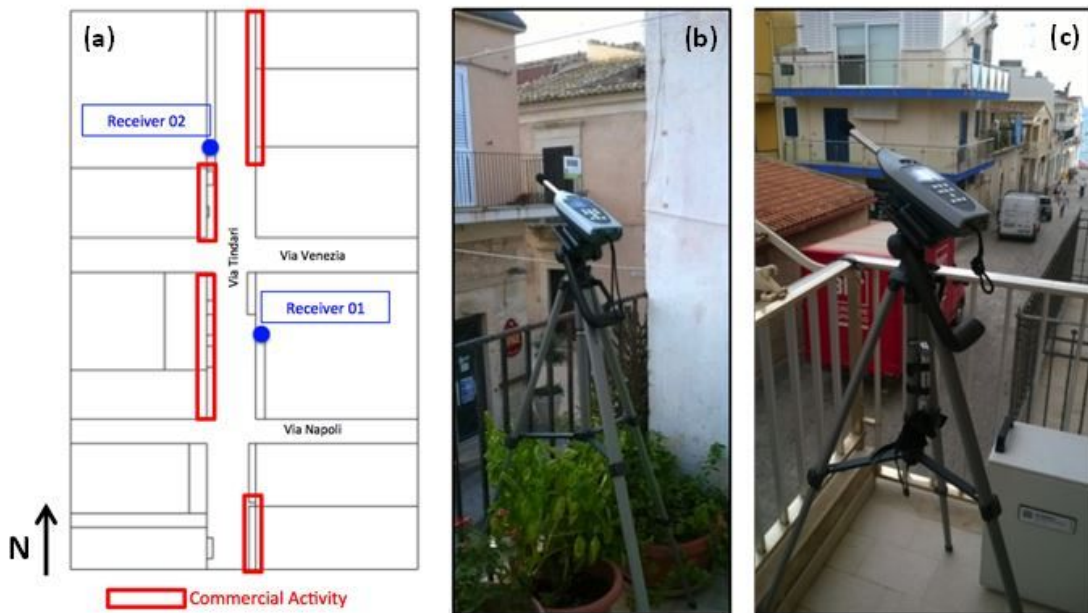 (a)
Receiver 02
Via Tindari
Via Venezia
Receiver 01
Via Napoli
N
Commercial Activity
(b)
(c)